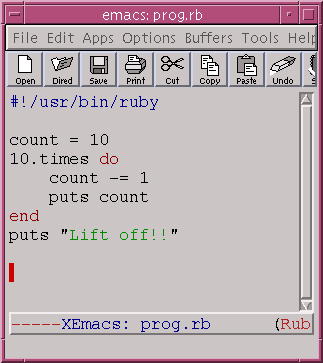 emacs: prog.rb
File Edit Apps Options Buffers Tools Help
Open Dired Save Print Cut Copy Paste Undo
#!/usr/bin/ruby
count = 10
10.times do
    count -= 1
    puts count
end
puts "Lift off!!"
-----XEmacs: prog.rb (Rub